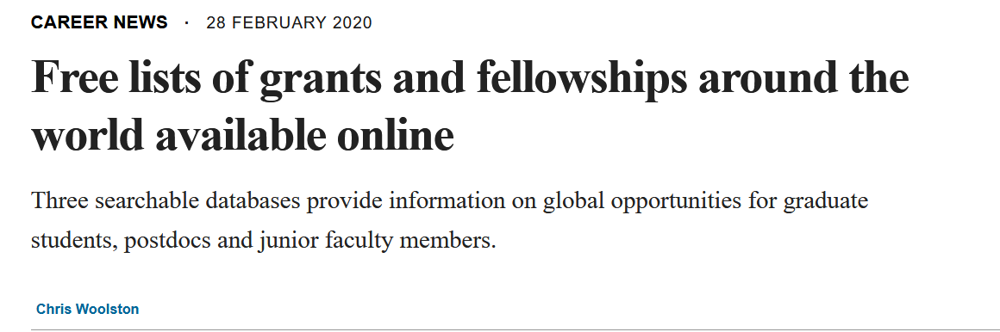 CAREER NEWS · 28 FEBRUARY 2020
Free lists of grants and fellowships around the
world available online
Three searchable databases provide information on global opportunities for graduate
students, postdocs and junior faculty members.
Chris Woolston